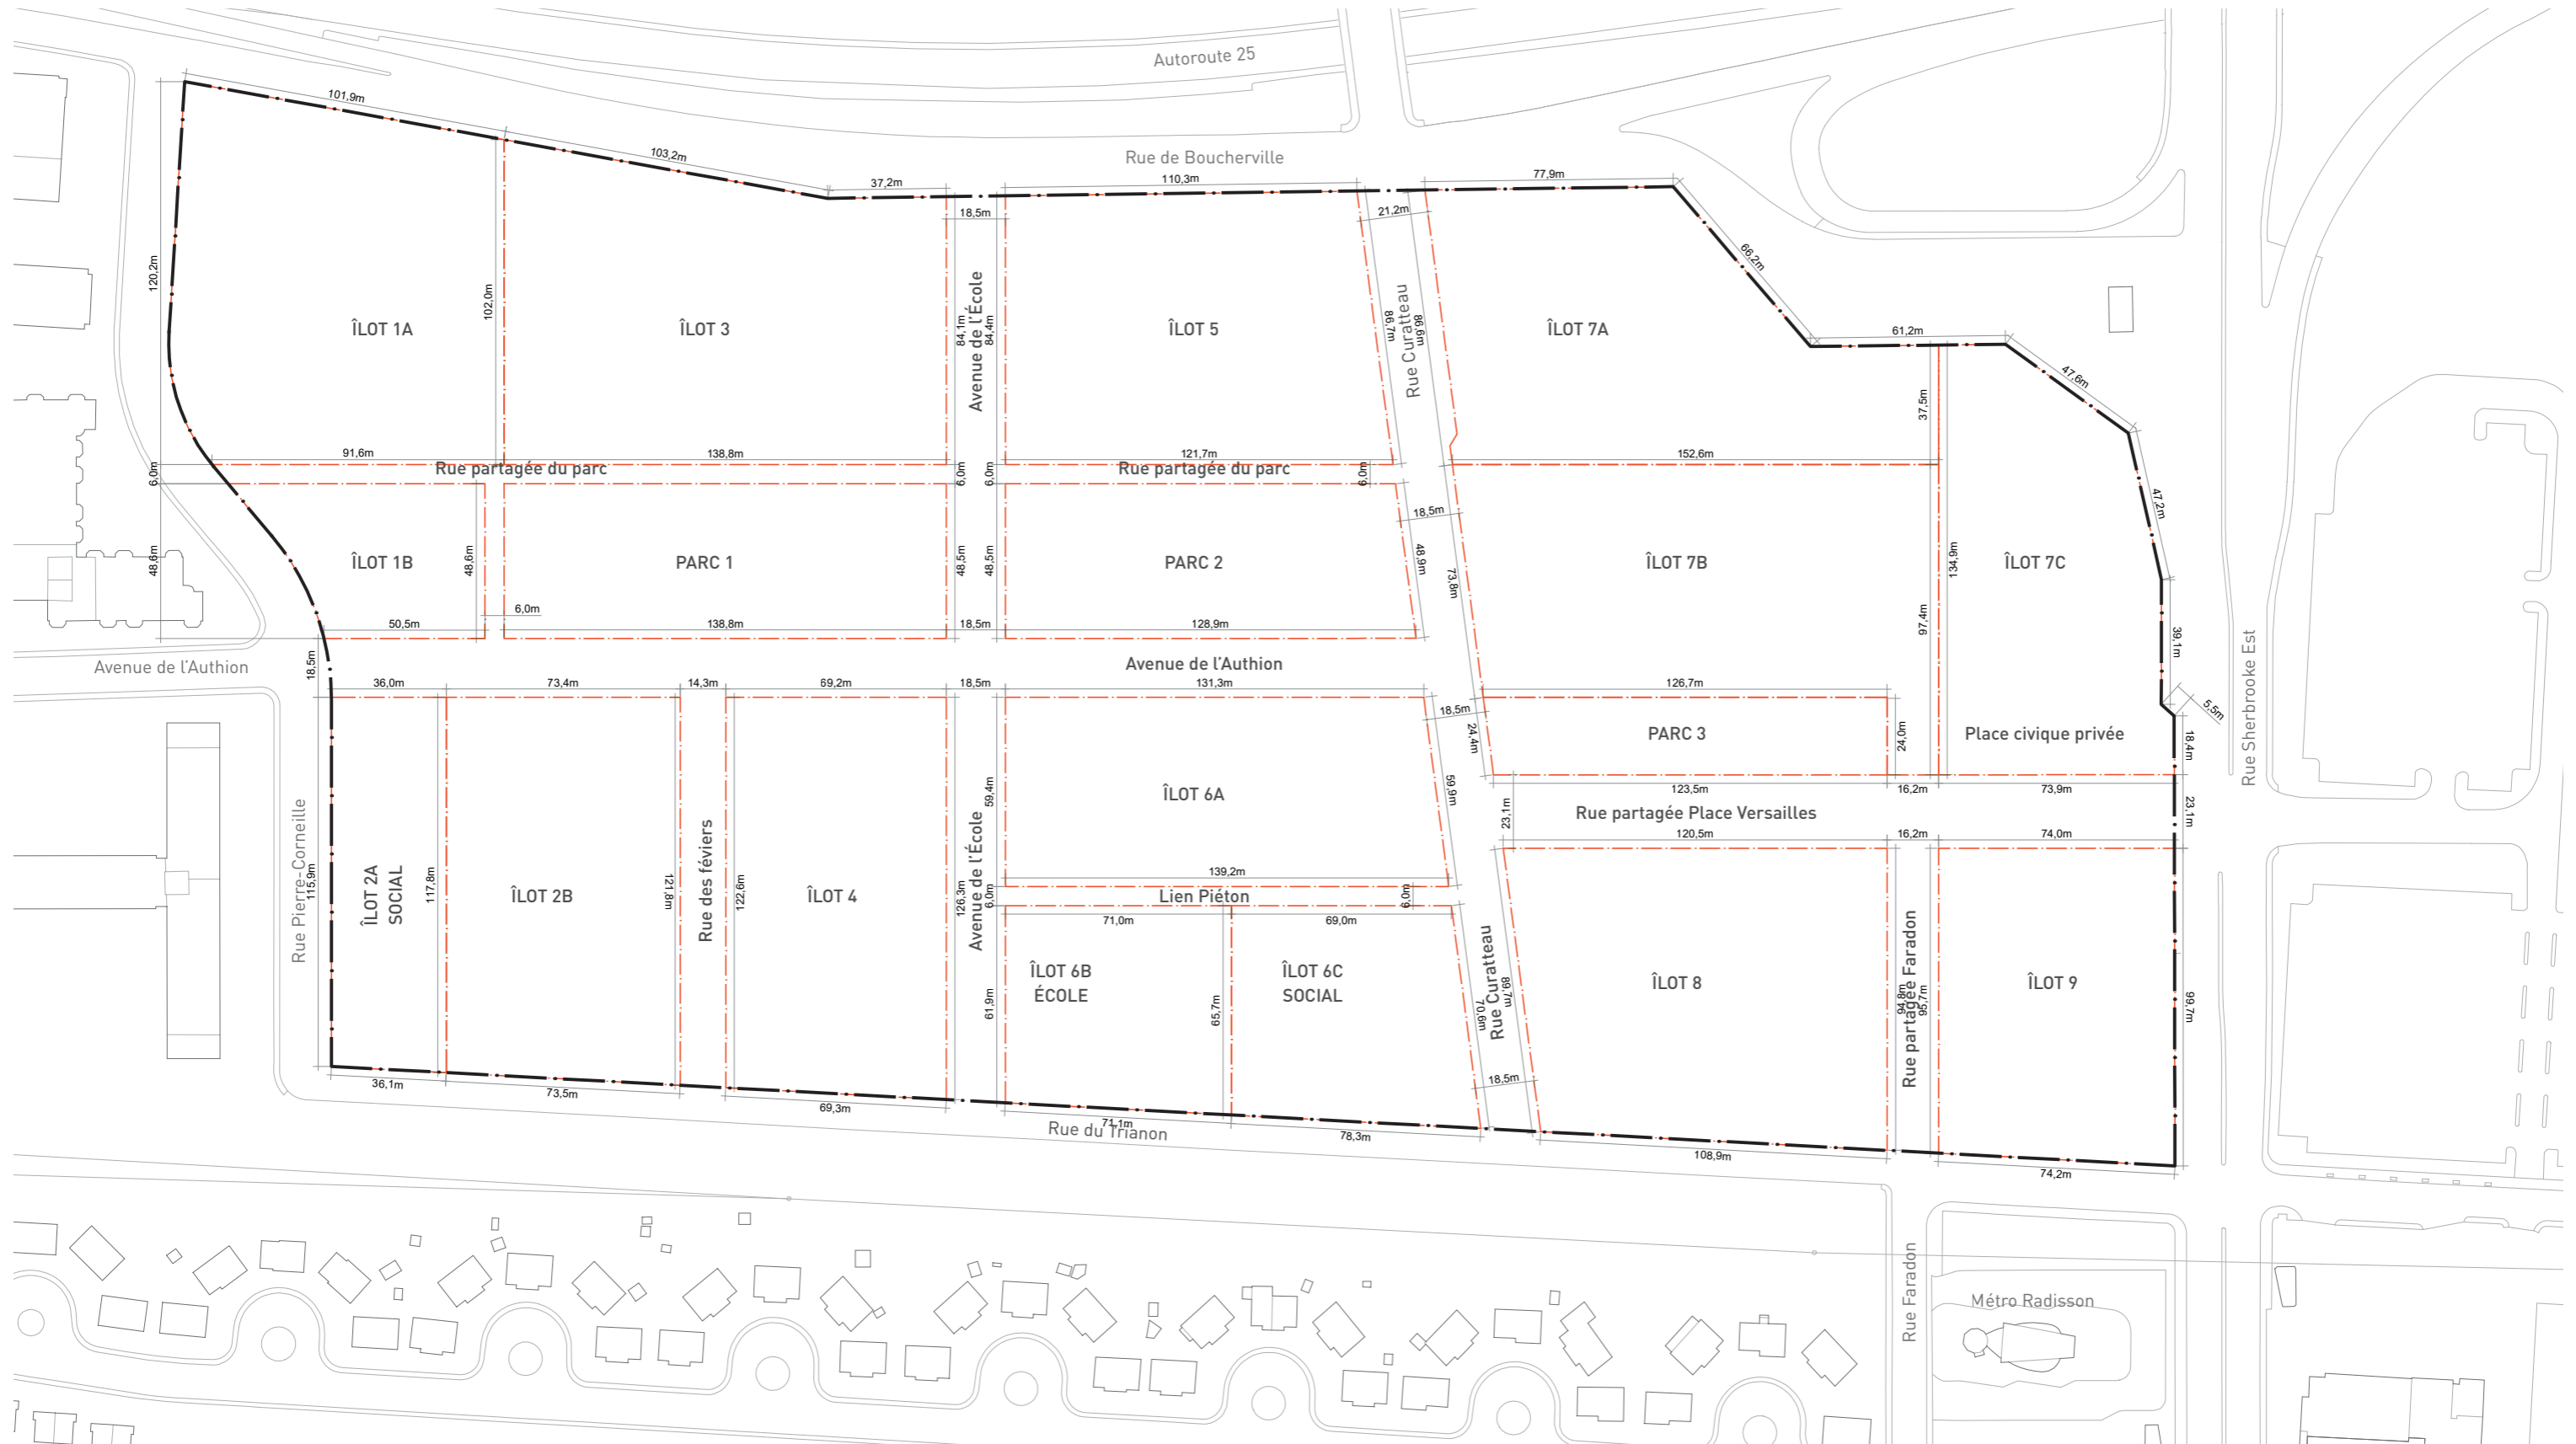 Autoroute 25
101,9m
103,2m
Rue de Boucherville
37,2m
110,3m
77,9m
18,5m
21,2m
66,2m
120,2m
102,0m
84,1m
Avenue de l'École
84,4m
86,7m
Rue Curatteau
86,6m
ÎLOT 1A
ÎLOT 3
ÎLOT 5
ÎLOT 7A
61,2m
47,6m
37,5m
91,6m
138,8m
121,7m
152,6m
6,0m
Rue partagée du parc
6,0m
6,0m
Rue partagée du parc
6,0m
47,2m
18,5m
48,6m
ÎLOT 1B
48,6m
PARC 1
48,5m
48,5m
PARC 2
48,9m
73,8m
ÎLOT 7B
134,9m
97,4m
ÎLOT 7C
39,1m
6,0m
50,5m
138,8m
18,5m
128,9m
Avenue de l'Authion
18,5m
Avenue de l'Authion
Rue Sherbrooke Est
36,0m
73,4m
14,3m
69,2m
18,5m
131,3m
126,7m
18,5m
24,4m
PARC 3
24,0m
Place civique privée
5,5m
18,4m
59,4m
ÎLOT 6A
59,9m
123,5m
16,2m
73,9m
23,1m
Rue partagée Place Versailles
23,1m
120,5m
16,2m
74,0m
Rue Pierre-Corneille
115,9m
ÎLOT 2A
SOCIAL
117,8m
ÎLOT 2B
121,8m
Rue des féviers
122,6m
ÎLOT 4
126,3m
Avenue de l'École
6,0m
139,2m
Lien Piéton
6,0m
71,0m
69,0m
61,9m
ÎLOT 6B
ÉCOLE
65,7m
ÎLOT 6C
SOCIAL
70,6m
Rue Curatteau
89,7m
ÎLOT 8
94,8m
Rue partagée Faradon
95,7m
ÎLOT 9
99,7m
18,5m
36,1m
73,5m
69,3m
71,1m
Rue du Trianon
78,3m
108,9m
74,2m
Rue Faradon
Métro Radisson